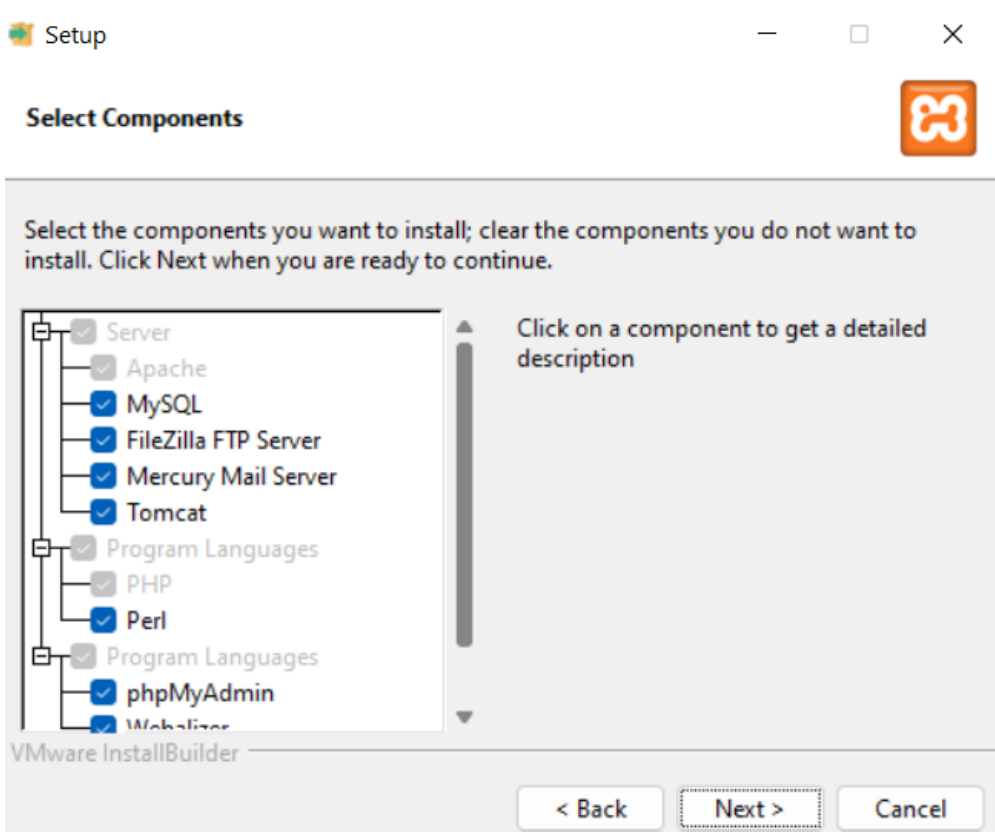 Setup
Select Components
Select the components you want to install; clear the components you do not want to
install. Click Next when you are ready to continue.
Server
Apache
MySQL
FileZilla FTP Server
Mercury Mail Server
Tomcat
Program Languages
PHP
Perl
Program Languages
phpMyAdmin
Webalizer
Click on a component to get a detailed
description
VMware InstallBuilder
< Back
Next >
Cancel